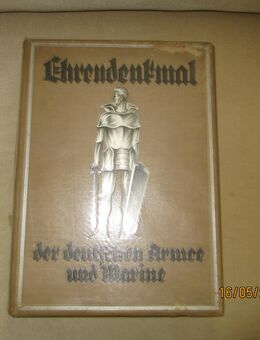 Ehrendenkmal
der deutschen Armee
und Marine
16/05/